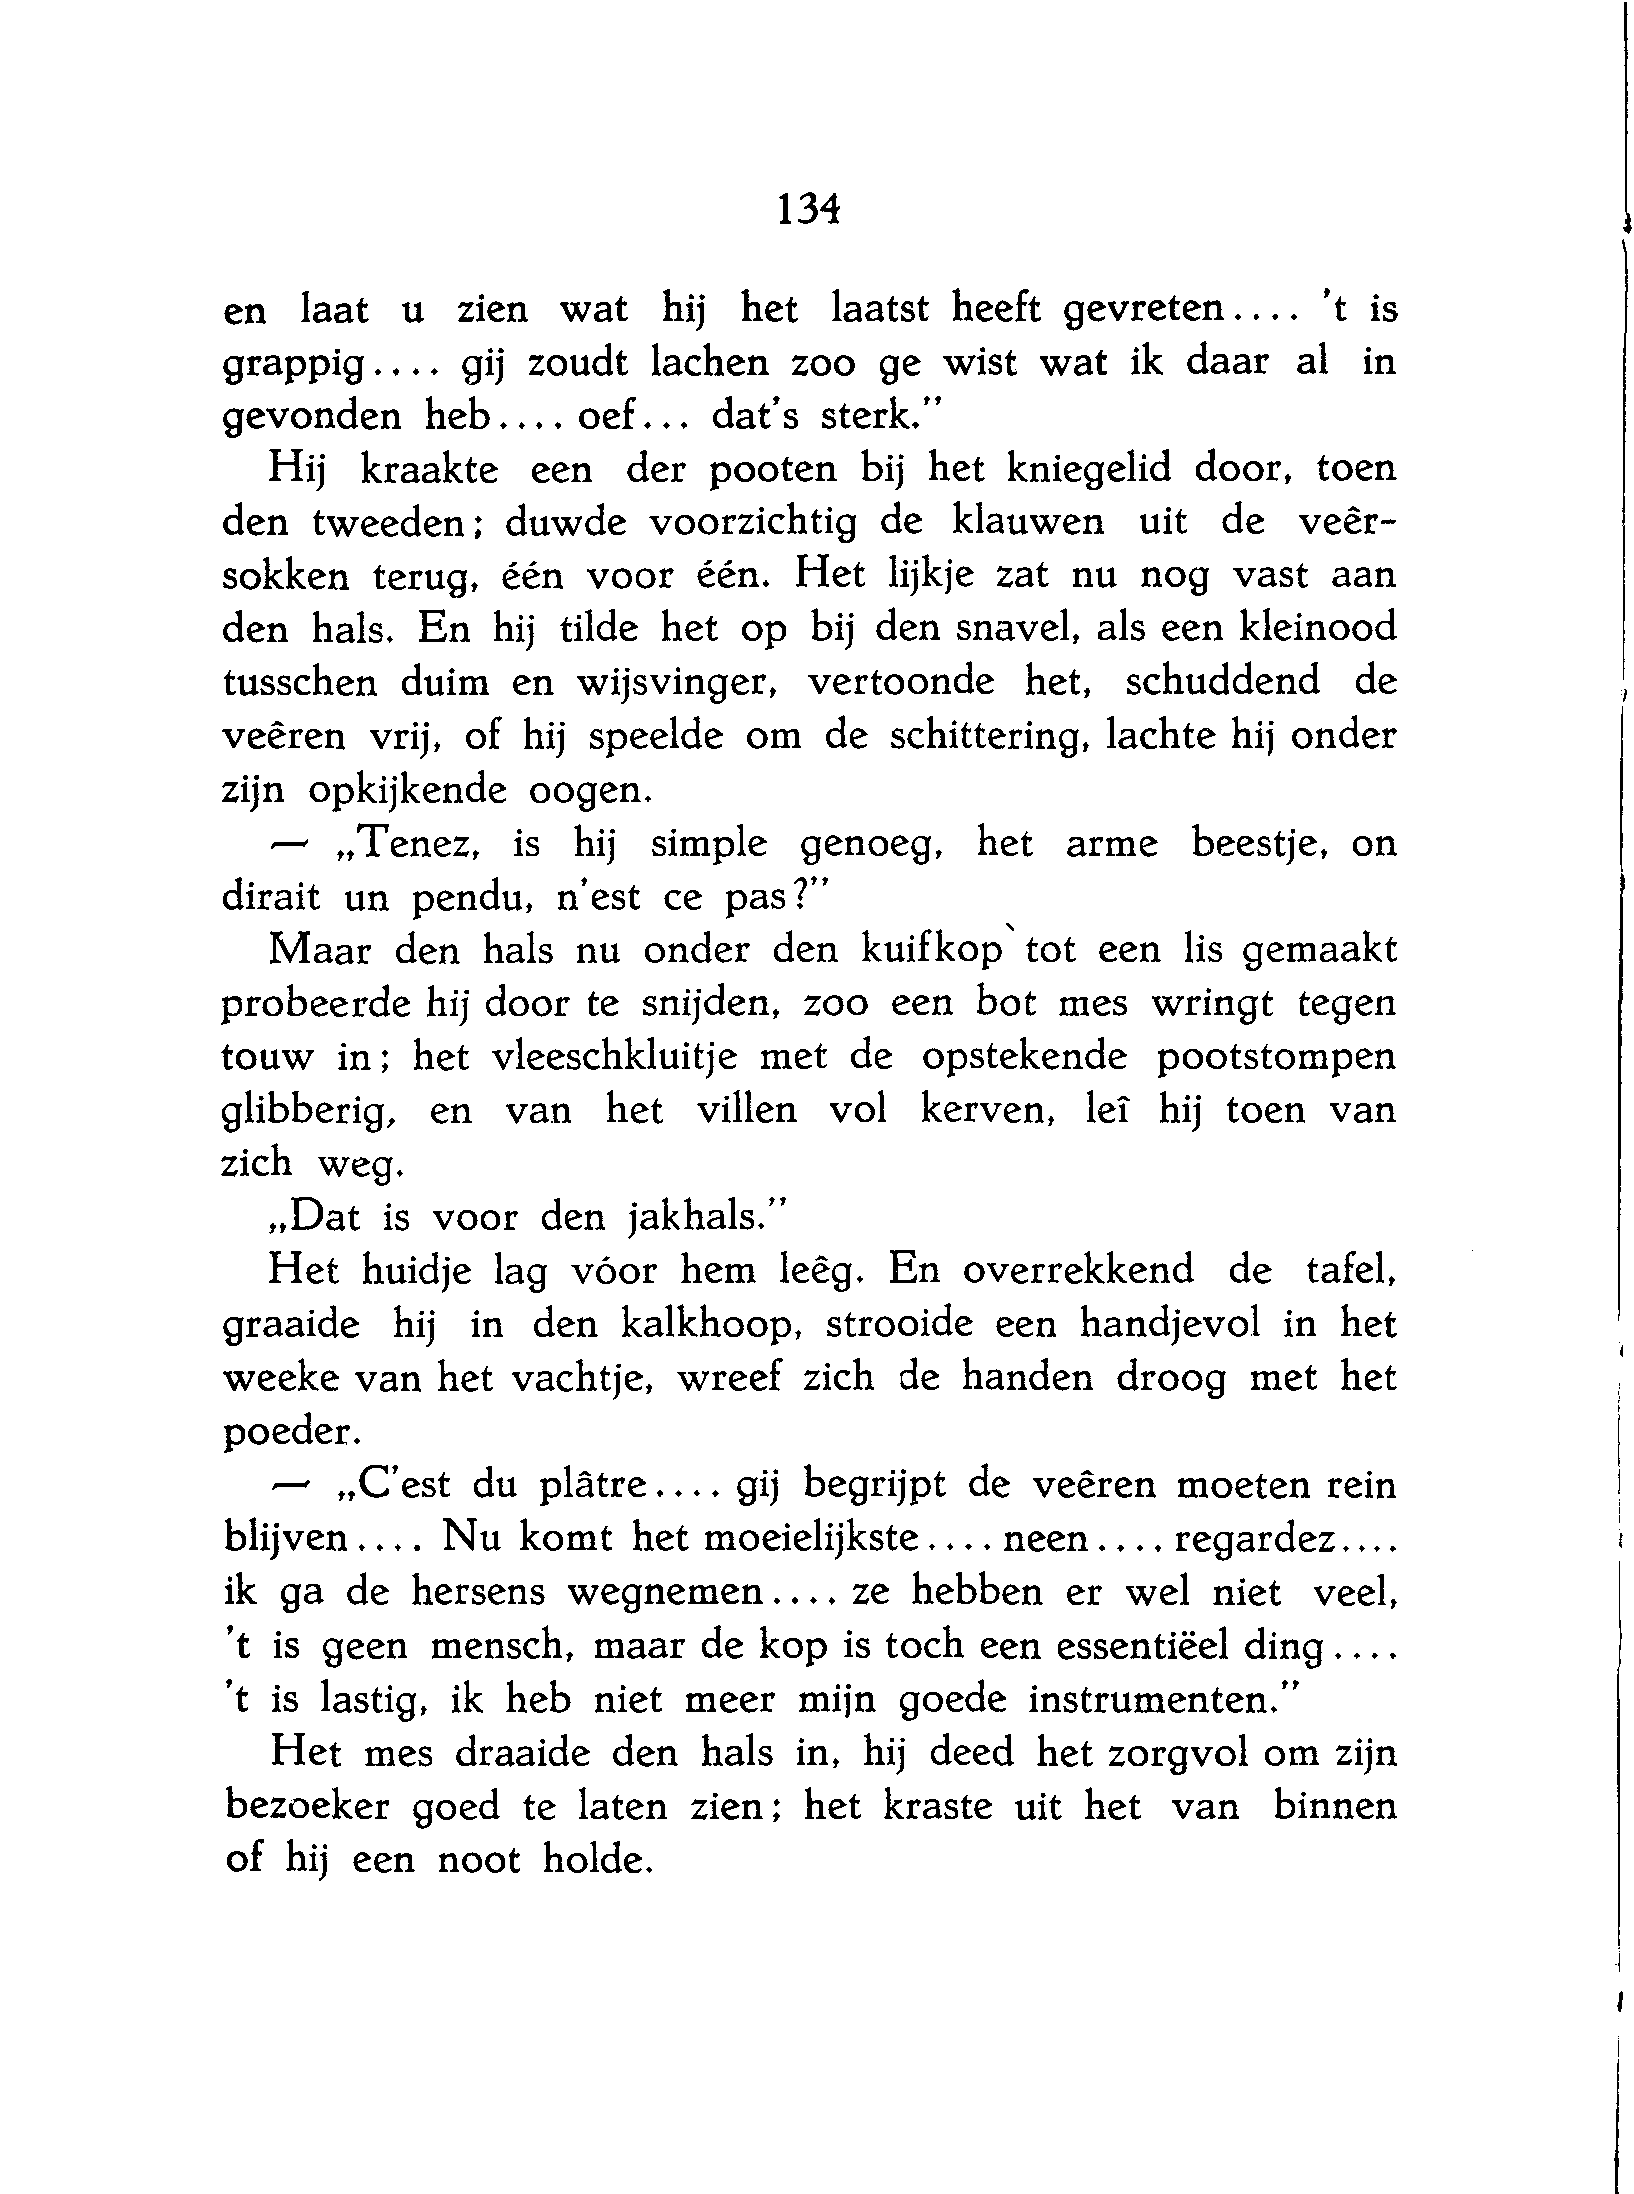 134
en laat u zien wat hij het laatst heeft gevreten.... 't is
grappig.... gij zoudt lachen zoo ge wist wat ik daar al in
gevonden heb.... oef... dat's sterk."
Hij kraakte een der pooten bij het kniegelid door, toen
den tweeden; duwde voorzichtig de klauwen uit de veêr-
sokken terug, één voor één. Het lijkje zat nu nog vast aan
den hals. En hij tilde het op bij den snavel, als een kleinood
tusschen duim en wijsvinger, vertoonde het, schuddend de
veêren vrij, of hij speelde om de schittering, lachte hij onder
zijn opkijkende oogen.
— „Tenez, is hij simple genoeg, het arme beestje, on
dirait un pendu, n'est ce pas?"
Maar den hals nu onder den kuifkop tot een lis gemaakt
probeerde hij door te snijden, zoo een bot mes wringt tegen
touw in; het vleeschkluitje met de opstekende pootstompen
glibberig, en van het villen vol kerven, leî hij toen van
zich weg.
„Dat is voor den jakhals."
Het huidje lag vóor hem leêg. En overrekkend de tafel,
graaide hij in den kalkhoop, strooide een handjevol in het
weeke van het vachtje, wreef zich de handen droog met het
poeder.
— „C'est du plâtre.... gij begrijpt de veêren moeten rein
blijven.... Nu komt het moeielijkste.... neen.... regardez....
ik ga de hersens wegnemen.... ze hebben er wel niet veel,
't is geen mensch, maar de kop is toch een essentiëel ding....
't is lastig, ik heb niet meer mijn goede instrumenten."
Het mes draaide den hals in, hij deed het zorgvol om zijn
bezoeker goed te laten zien; het kraste uit het van binnen
of hij een noot holde.